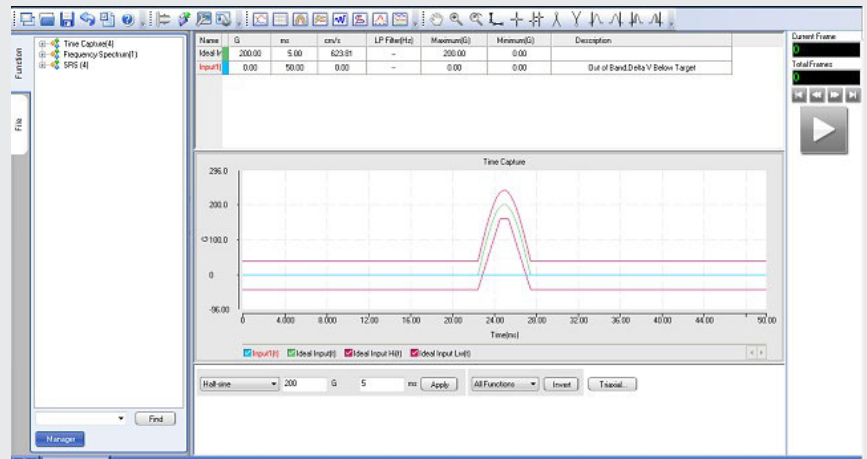 Function
File
Time Capture(4)
Frequency Spectrum(1)
SRS (4)
Find
Manager
Name G ms cm/s LP Filter(Hz) Maximum(G) Minimum(G) Description
Ideal In 200.00 5.00 623.81 -- 200.00 0.00
Input1( 0.00 50.00 0.00 -- 0.00 0.00 Out of Band.Delta V Below Target
Current Frame
0
Total Frames
0
Time Capture
296.0
200.0
G 100.0
0
-96.00
0 4.000 8.000 12.00 16.00 20.00 24.00 28.00 32.00 36.00 40.00 44.00 50.00
Time(ms)
Input1(t) Ideal Input(t) Ideal Input Hi(t) Ideal Input Lw(t)
Half-sine 200 G 5 ms Apply All Functions Invert Triaxial...